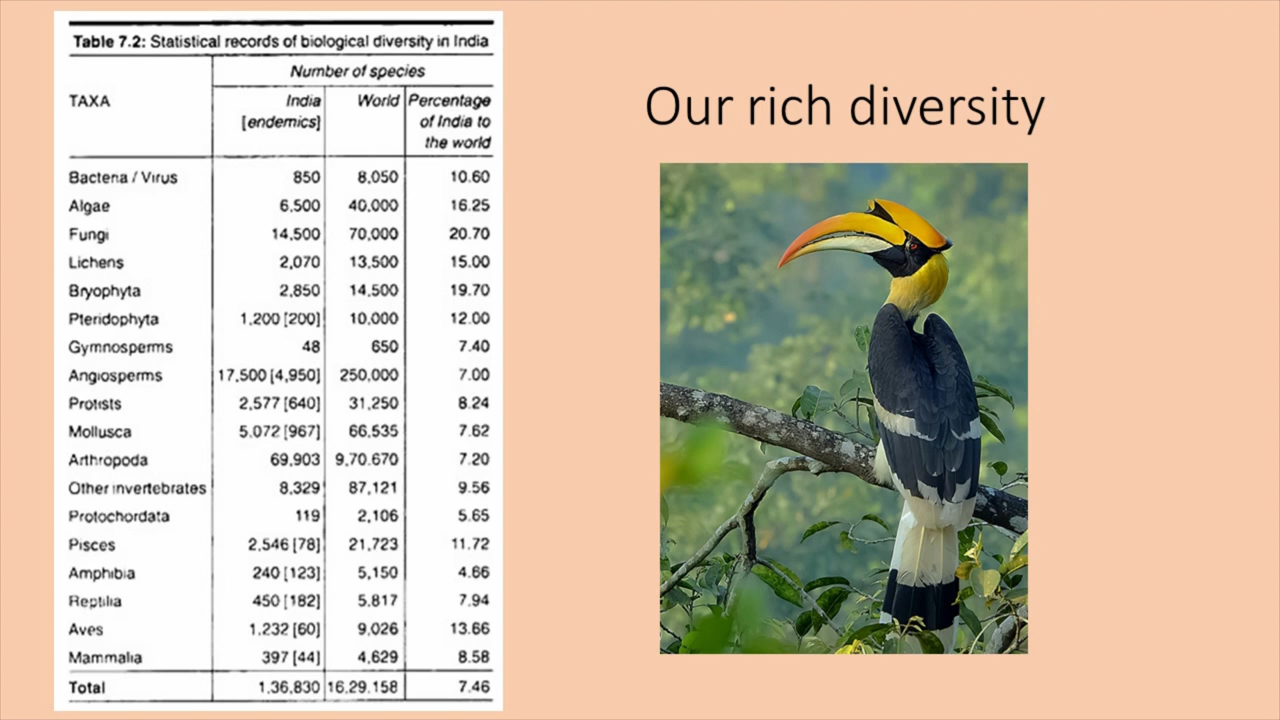 Table 7.2: Statistical records of biological diversity in India
Number of species
TAXA India [endemics] World Percentage of India to the world
Bacteria / Virus 850 8,050 10.60
Algae 6,500 40,000 16.25
Fungi 14,500 70,000 20.70
Lichens 2,070 13,500 15.00
Bryophyta 2,850 14,500 19.70
Pteridophyta 1,200 [200] 10,000 12.00
Gymnosperms 48 650 7.40
Angiosperms 17,500 [4,950] 250,000 7.00
Protists 2,577 [640] 31,250 8.24
Mollusca 5.072 [967] 66,535 7.62
Arthropoda 69,903 9,70.670 7.20
Other invertebrates 8,329 87,121 9.56
Protochordata 119 2,106 5.65
Pisces 2,546 [78] 21,723 11.72
Amphibia 240 [123] 5,150 4.66
Reptilia 450 [182] 5.817 7.94
Aves 1.232 [60] 9,026 13.66
Mammalia 397 [44] 4,629 8.58
Total 1,36,830 16,29.158 7.46
Our rich diversity